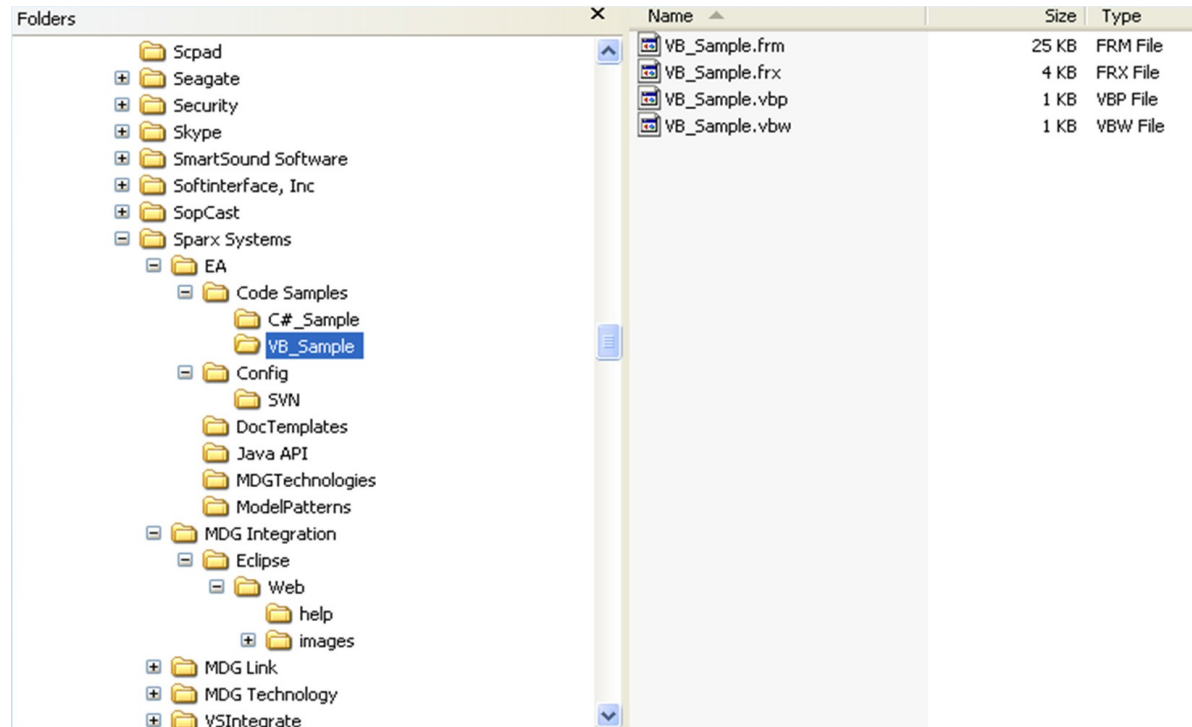 Folders
Scpad
Seagate
Security
Skype
SmartSound Software
Softinterface, Inc
SopCast
Sparx Systems
EA
Code Samples
C#_Sample
VB_Sample
Config
SVN
DocTemplates
Java API
MDGTechnologies
ModelPatterns
MDG Integration
Eclipse
Web
help
images
MDG Link
MDG Technology
VSIntegrate
Name Size Type
VB_Sample.frm 25 KB FRM File
VB_Sample.frx 4 KB FRX File
VB_Sample.vbp 1 KB VBP File
VB_Sample.vbw 1 KB VBW File